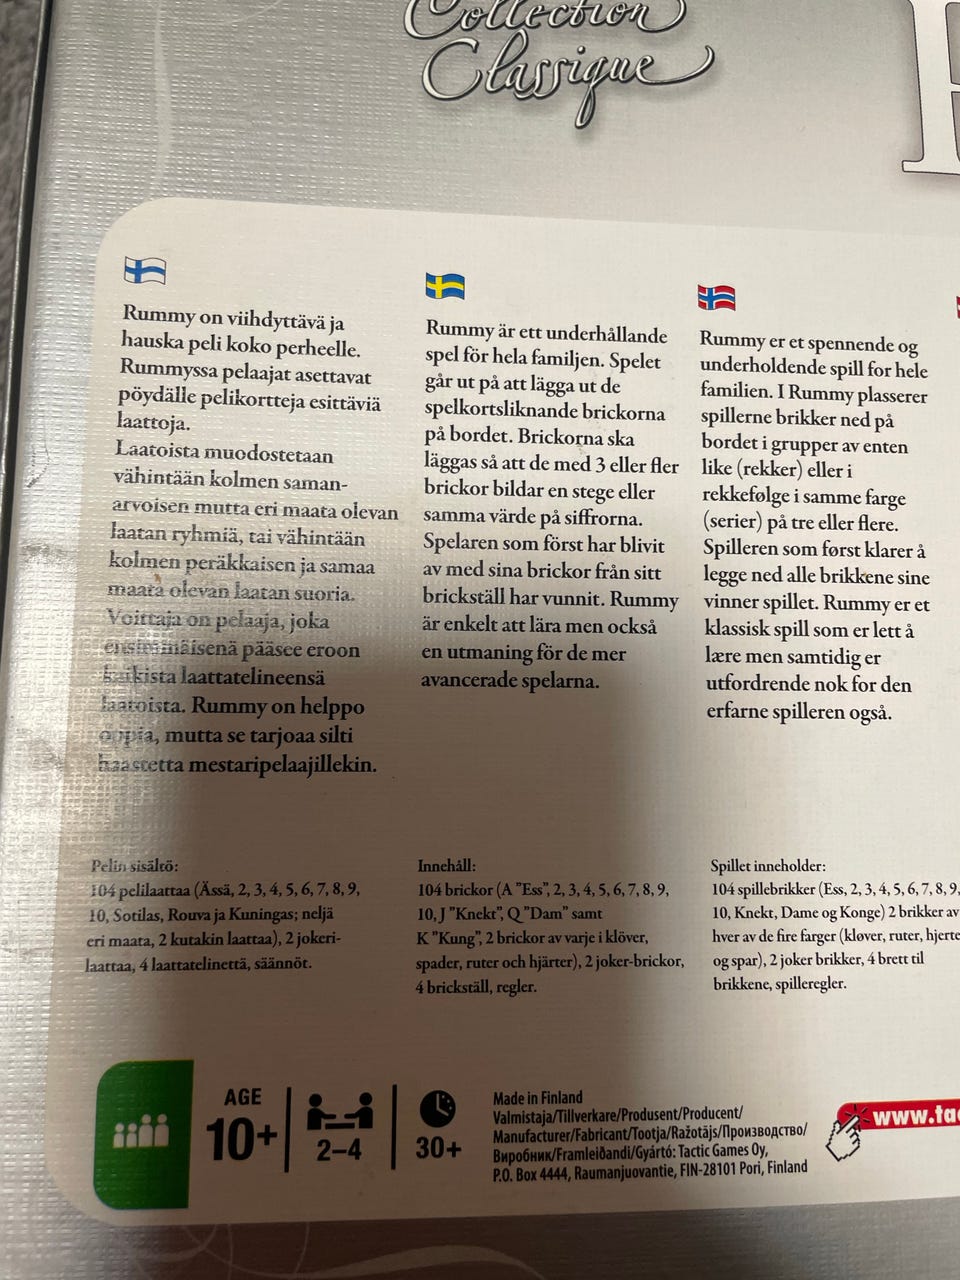 Collection
Classique
Rummy on viihdyttävä ja
hauska peli koko perheelle.
Rummyssa pelaajat asettavat
pöydälle pelikortteja esittäviä
laattoja.
Laatoista muodostetaan
vähintään kolmen saman-
arvoisen mutta eri maata olevan
laatan ryhmiä, tai vähintään
kolmen peräkkaisen ja samaa
maata olevan laatan suoria.
Voittaja on pelaaja, joka
ensimmäisenä pääsee eroon
kaikista laattatelineensä
laatoista. Rummy on helppo
oppia, mutta se tarjoaa silti
haastetta mestaripelaajillekin.
Pelin sisältö:
104 pelilaattaa (Ässä, 2, 3, 4, 5, 6, 7, 8, 9,
10, Sotilas, Rouva ja Kuningas; neljä
eri maata, 2 kutakin laattaa), 2 jokeri-
laattaa, 4 laattatelinettä, säännöt.
Rummy är ett underhållande
spel för hela familjen. Spelet
går ut på att lägga ut de
spelkortsliknande brickorna
på bordet. Brickorna ska
läggas så att de med 3 eller fler
brickor bildar en stege eller
samma värde på siffrorna.
Spelaren som först har blivit
av med sina brickor från sitt
brickställ har vunnit. Rummy
är enkelt att lära men också
en utmaning för de mer
avancerade spelarna.
Innehåll:
104 brickor (A "Ess", 2, 3, 4, 5, 6, 7, 8, 9,
10, J "Knekt", Q "Dam" samt
K "Kung", 2 brickor av varje i klöver,
spader, ruter och hjärter), 2 joker-brickor,
4 brickställ, regler.
Rummy er et spennende og
underholdende spill for hele
familien. I Rummy plasserer
spillerne brikker ned på
bordet i grupper av enten
like (rekker) eller i
rekkefølge i samme farge
(serier) på tre eller flere.
Spilleren som først klarer å
legge ned alle brikkene sine
vinner spillet. Rummy er et
klassisk spill som er lett å
lære men samtidig er
utfordrende nok for den
erfarne spilleren også.
Spillet inneholder:
104 spillebrikker (Ess, 2, 3, 4, 5, 6, 7, 8, 9,
10, Knekt, Dame og Konge) 2 brikker av
hver av de fire farger (kløver, ruter, hjerte
og spar), 2 joker brikker, 4 brett til
brikkene, spilleregler.
AGE
10+
2–4
30+
Made in Finland
Valmistaja/Tillverkare/Produsent/Producent/
Manufacturer/Fabricant/Tootja/Ražotājs/Производство/
Виробник/Framleiðandi/Gyártó: Tactic Games Oy,
P.O. Box 4444, Raumanjuovantie, FIN-28101 Pori, Finland
www.tac